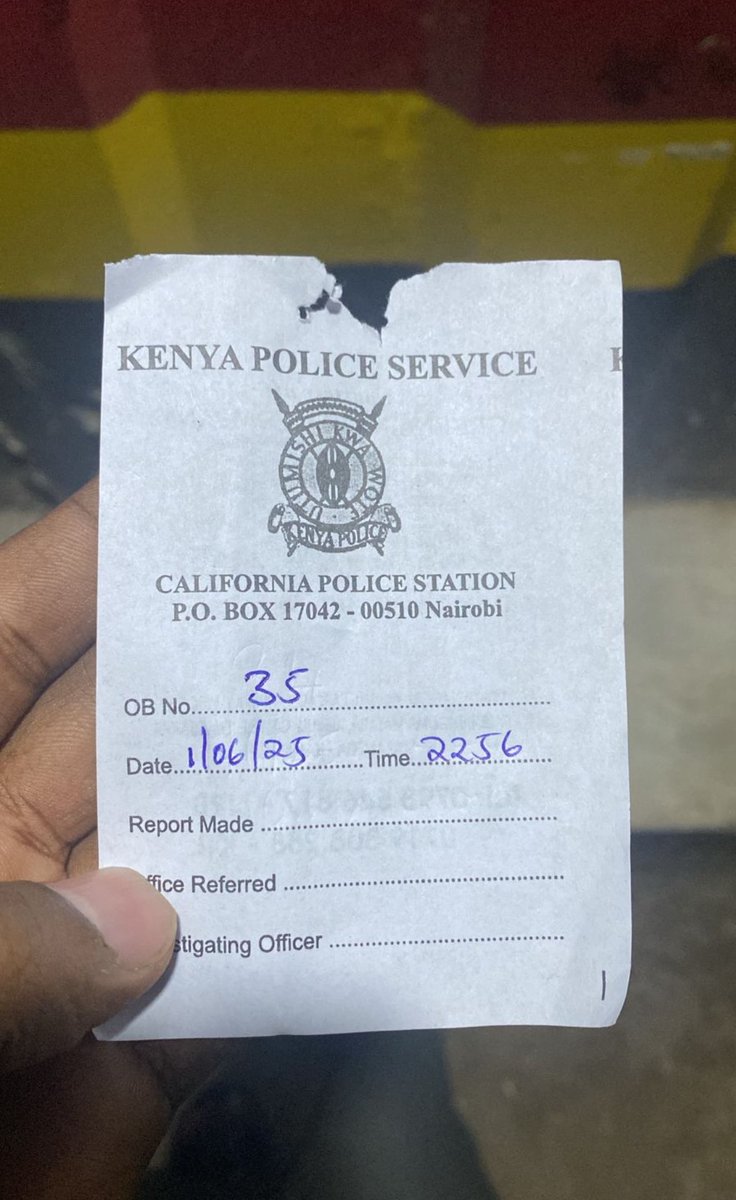 KENYA POLICE SERVICE
UTUMISHI KWA WOTE
KENYA POLICE
CALIFORNIA POLICE STATION
P.O. BOX 17042 - 00510 Nairobi
OB No. 35
Date 1/06/25 Time 2256
Report Made
ffice Referred
stigating Officer